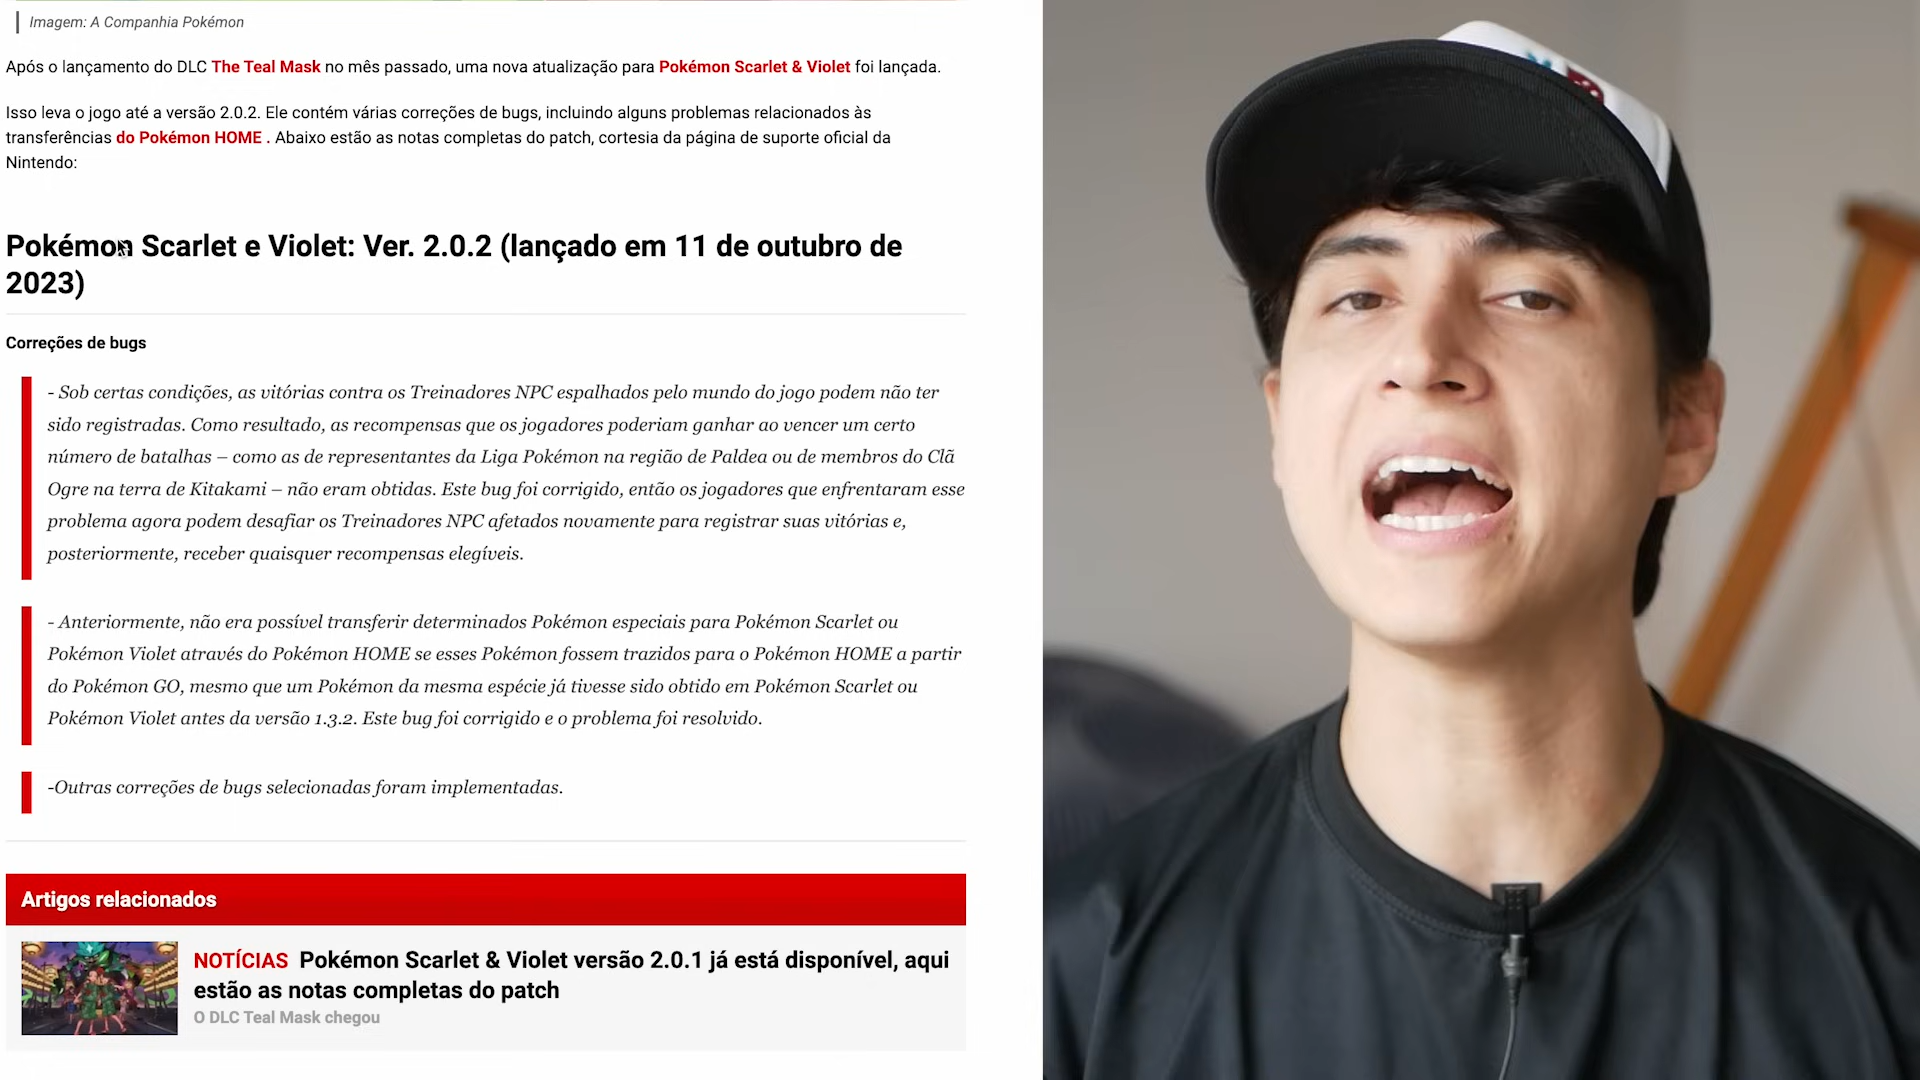 Imagem: A Companhia Pokémon
Após o lançamento do DLC The Teal Mask no mês passado, uma nova atualização para Pokémon Scarlet & Violet foi lançada.
Isso leva o jogo até a versão 2.0.2. Ele contém várias correções de bugs, incluindo alguns problemas relacionados às
transferências do Pokémon HOME . Abaixo estão as notas completas do patch, cortesia da página de suporte oficial da
Nintendo:
Pokémon Scarlet e Violet: Ver. 2.0.2 (lançado em 11 de outubro de
2023)
Correções de bugs
- Sob certas condições, as vitórias contra os Treinadores NPC espalhados pelo mundo do jogo podem não ter
sido registradas. Como resultado, as recompensas que os jogadores poderiam ganhar ao vencer um certo
número de batalhas – como as de representantes da Liga Pokémon na região de Paldea ou de membros do Clã
Ogre na terra de Kitakami – não eram obtidas. Este bug foi corrigido, então os jogadores que enfrentaram esse
problema agora podem desafiar os Treinadores NPC afetados novamente para registrar suas vitórias e,
posteriormente, receber quaisquer recompensas elegíveis.
- Anteriormente, não era possível transferir determinados Pokémon especiais para Pokémon Scarlet ou
Pokémon Violet através do Pokémon HOME se esses Pokémon fossem trazidos para o Pokémon HOME a partir
do Pokémon GO, mesmo que um Pokémon da mesma espécie já tivesse sido obtido em Pokémon Scarlet ou
Pokémon Violet antes da versão 1.3.2. Este bug foi corrigido e o problema foi resolvido.
-Outras correções de bugs selecionadas foram implementadas.
Artigos relacionados
NOTÍCIAS Pokémon Scarlet & Violet versão 2.0.1 já está disponível, aqui
estão as notas completas do patch
O DLC Teal Mask chegou